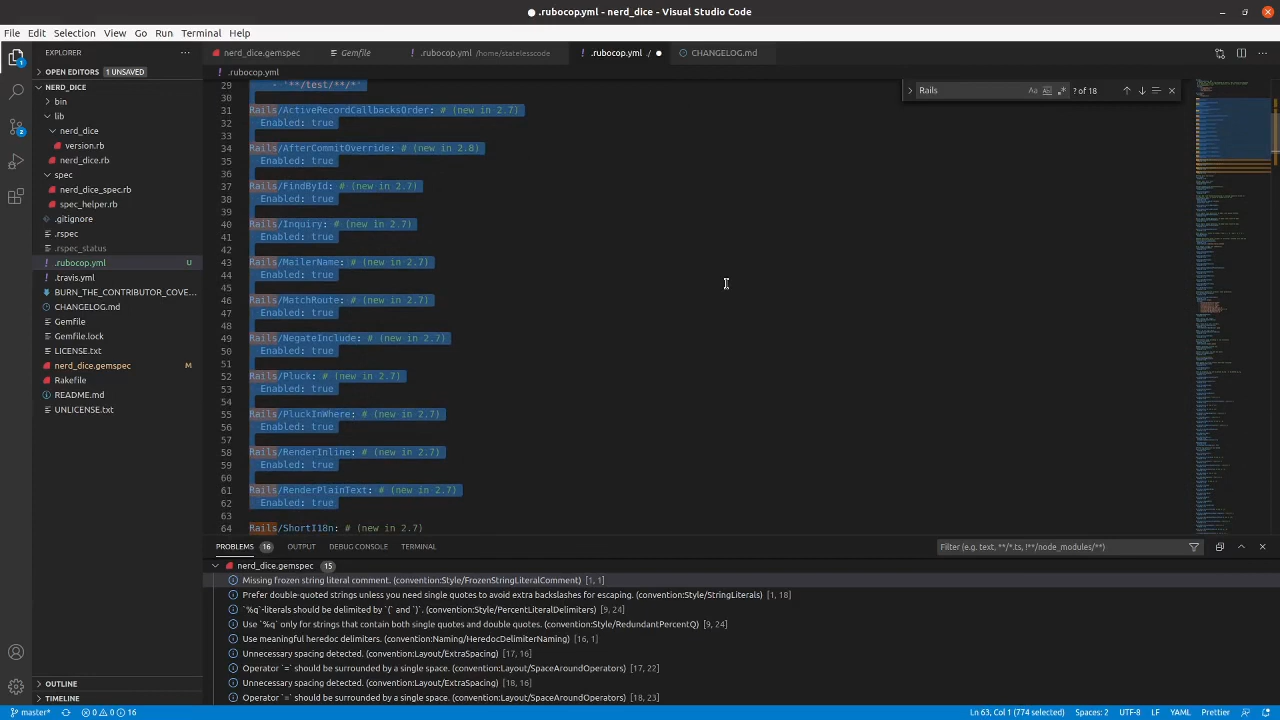 ● .rubocop.yml - nerd_dice - Visual Studio Code
File Edit Selection View Go Run Terminal Help
EXPLORER
OPEN EDITORS 1 UNSAVED
NERD_DICE
bin
lib
nerd_dice
version.rb
nerd_dice.rb
spec
nerd_dice_spec.rb
spec_helper.rb
.gitignore
.rspec
.rspec_status
.rubocop.yml U
.travis.yml
BURN_THE_CONTRIBUTOR_COVE...
CHANGELOG.md
Gemfile
Gemfile.lock
LICENSE.txt
nerd_dice.gemspec M
Rakefile
README.md
UNLICENSE.txt
OUTLINE
TIMELINE
nerd_dice.gemspec Gemfile .rubocop.yml /home/statelesscode .rubocop.yml ./ ● CHANGELOG.md
.rubocop.yml
Rails Aa ? of 18
29 - '**/test/**/*'
30
31 Rails/ActiveRecordCallbacksOrder: # (new in 2.7)
32 Enabled: true
33
34 Rails/AfterCommitOverride: # (new in 2.8)
35 Enabled: true
36
37 Rails/FindById: # (new in 2.7)
38 Enabled: true
39
40 Rails/Inquiry: # (new in 2.7)
41 Enabled: true
42
43 Rails/MailerName: # (new in 2.7)
44 Enabled: true
45
46 Rails/MatchRoute: # (new in 2.7)
47 Enabled: true
48
49 Rails/NegateInclude: # (new in 2.7)
50 Enabled: true
51
52 Rails/Pluck: # (new in 2.7)
53 Enabled: true
54
55 Rails/PluckInWhere: # (new in 2.7)
56 Enabled: true
57
58 Rails/RenderInline: # (new in 2.7)
59 Enabled: true
60
61 Rails/RenderPlainText: # (new in 2.7)
62 Enabled: true
63
64 Rails/ShortI18n: # new in 2.7
PROBLEMS 16 OUTPUT DEBUG CONSOLE TERMINAL Filter (e.g. text, **/*.ts, !**/node_modules/**)
nerd_dice.gemspec 15
Missing frozen string literal comment. (convention:Style/FrozenStringLiteralComment) [1, 1]
Prefer double-quoted strings unless you need single quotes to avoid extra backslashes for escaping. (convention:Style/StringLiterals) [1, 18]
`%q`-literals should be delimited by `{` and `}`. (convention:Style/PercentLiteralDelimiters) [9, 24]
Use `%q` only for strings that contain both single quotes and double quotes. (convention:Style/RedundantPercentQ) [9, 24]
Use meaningful heredoc delimiters. (convention:Naming/HeredocDelimiterNaming) [16, 1]
Unnecessary spacing detected. (convention:Layout/ExtraSpacing) [17, 16]
Operator `=` should be surrounded by a single space. (convention:Layout/SpaceAroundOperators) [17, 22]
Unnecessary spacing detected. (convention:Layout/ExtraSpacing) [18, 16]
Operator `=` should be surrounded by a single space. (convention:Layout/SpaceAroundOperators) [18, 23]
master* 0 0 16 Ln 63, Col 1 (774 selected) Spaces: 2 UTF-8 LF YAML Prettier